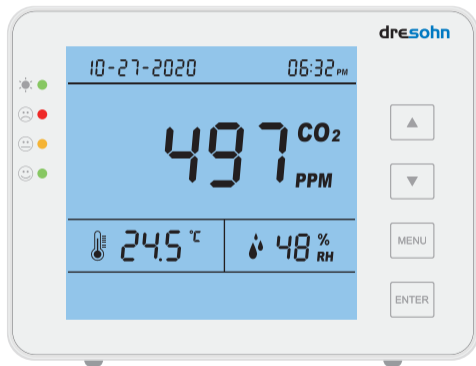 dresohn
10-27-2020 06:32 PM
497 CO₂
PPM
24.5 °C 48 % RH
MENU
ENTER